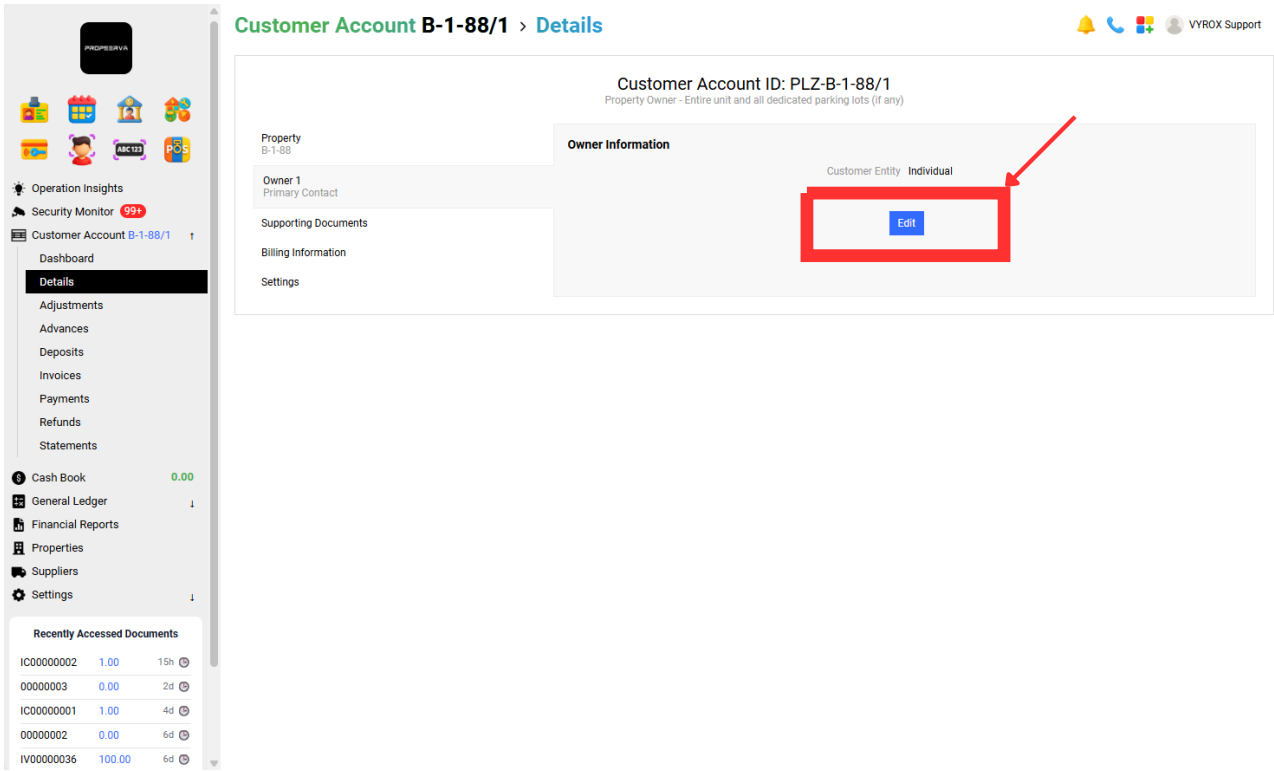 PROPSERVA
ABC 123
POS
Operation Insights
Security Monitor 99+
Customer Account B-1-88/1 ↑
Dashboard
Details
Adjustments
Advances
Deposits
Invoices
Payments
Refunds
Statements
Cash Book 0.00
General Ledger ↓
Financial Reports
Properties
Suppliers
Settings ↓
Recently Accessed Documents
IC00000002 1.00 15h
00000003 0.00 2d
IC00000001 1.00 4d
00000002 0.00 6d
IV00000036 100.00 6d
Customer Account B-1-88/1 › Details
VYROX Support
Customer Account ID: PLZ-B-1-88/1
Property Owner - Entire unit and all dedicated parking lots (if any)
Property
B-1-88
Owner 1
Primary Contact
Supporting Documents
Billing Information
Settings
Owner Information
Customer Entity Individual
Edit